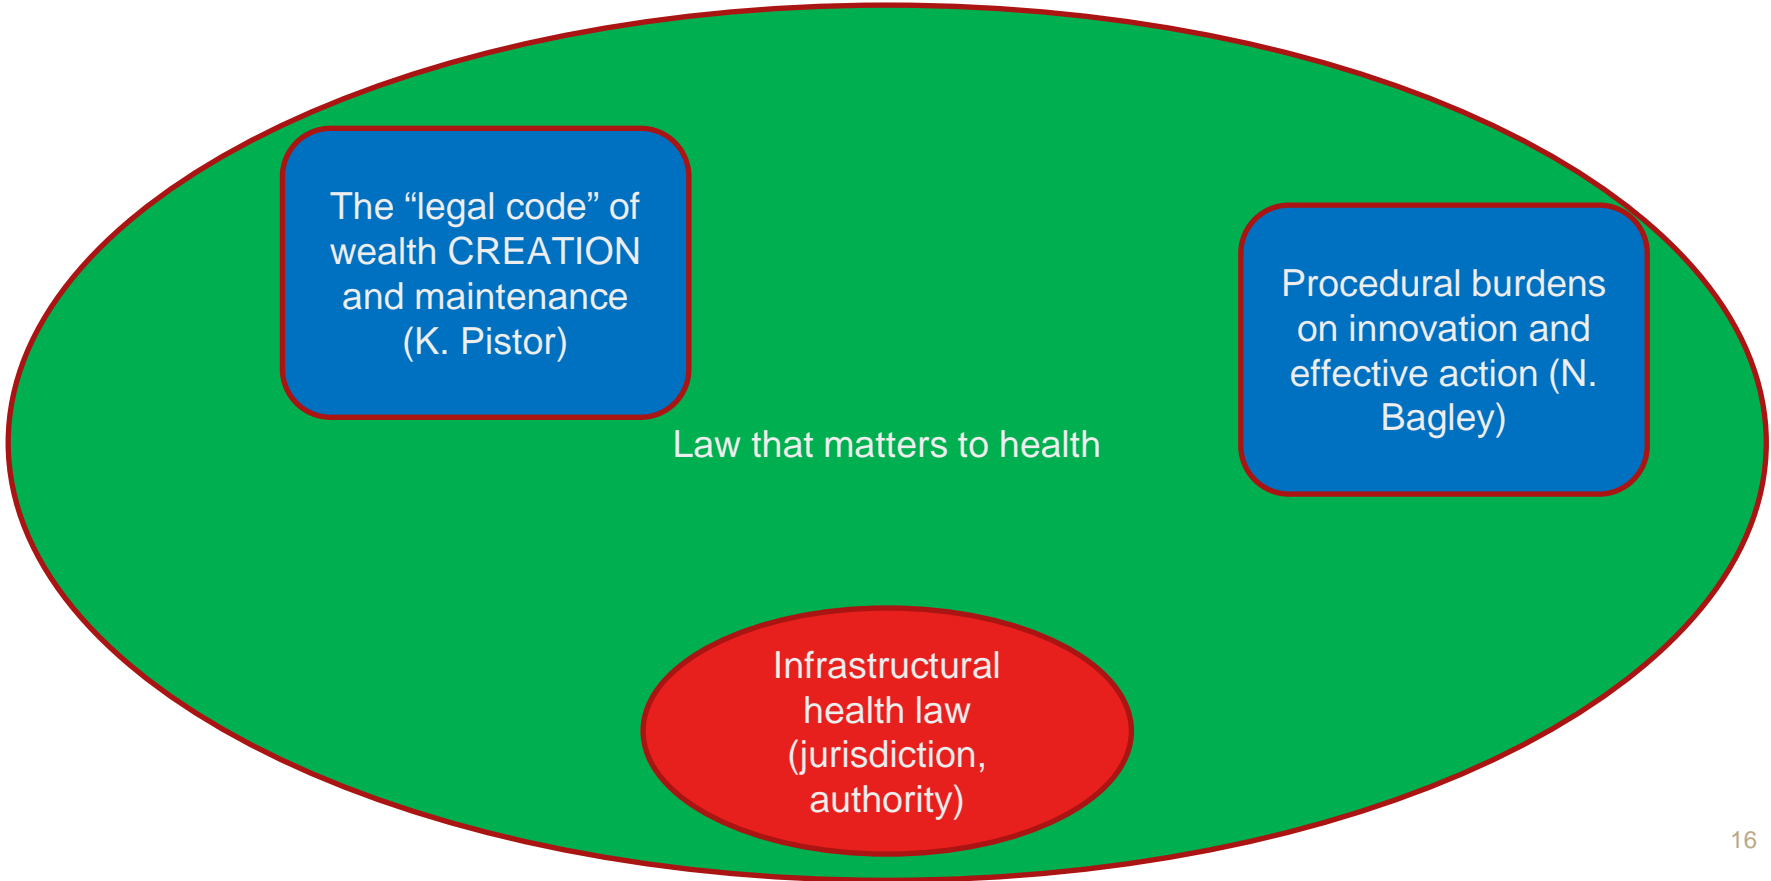 The “legal code” of
wealth CREATION
and maintenance
(K. Pistor)
Procedural burdens
on innovation and
effective action (N.
Bagley)
Law that matters to health
Infrastructural
health law
(jurisdiction,
authority)
16